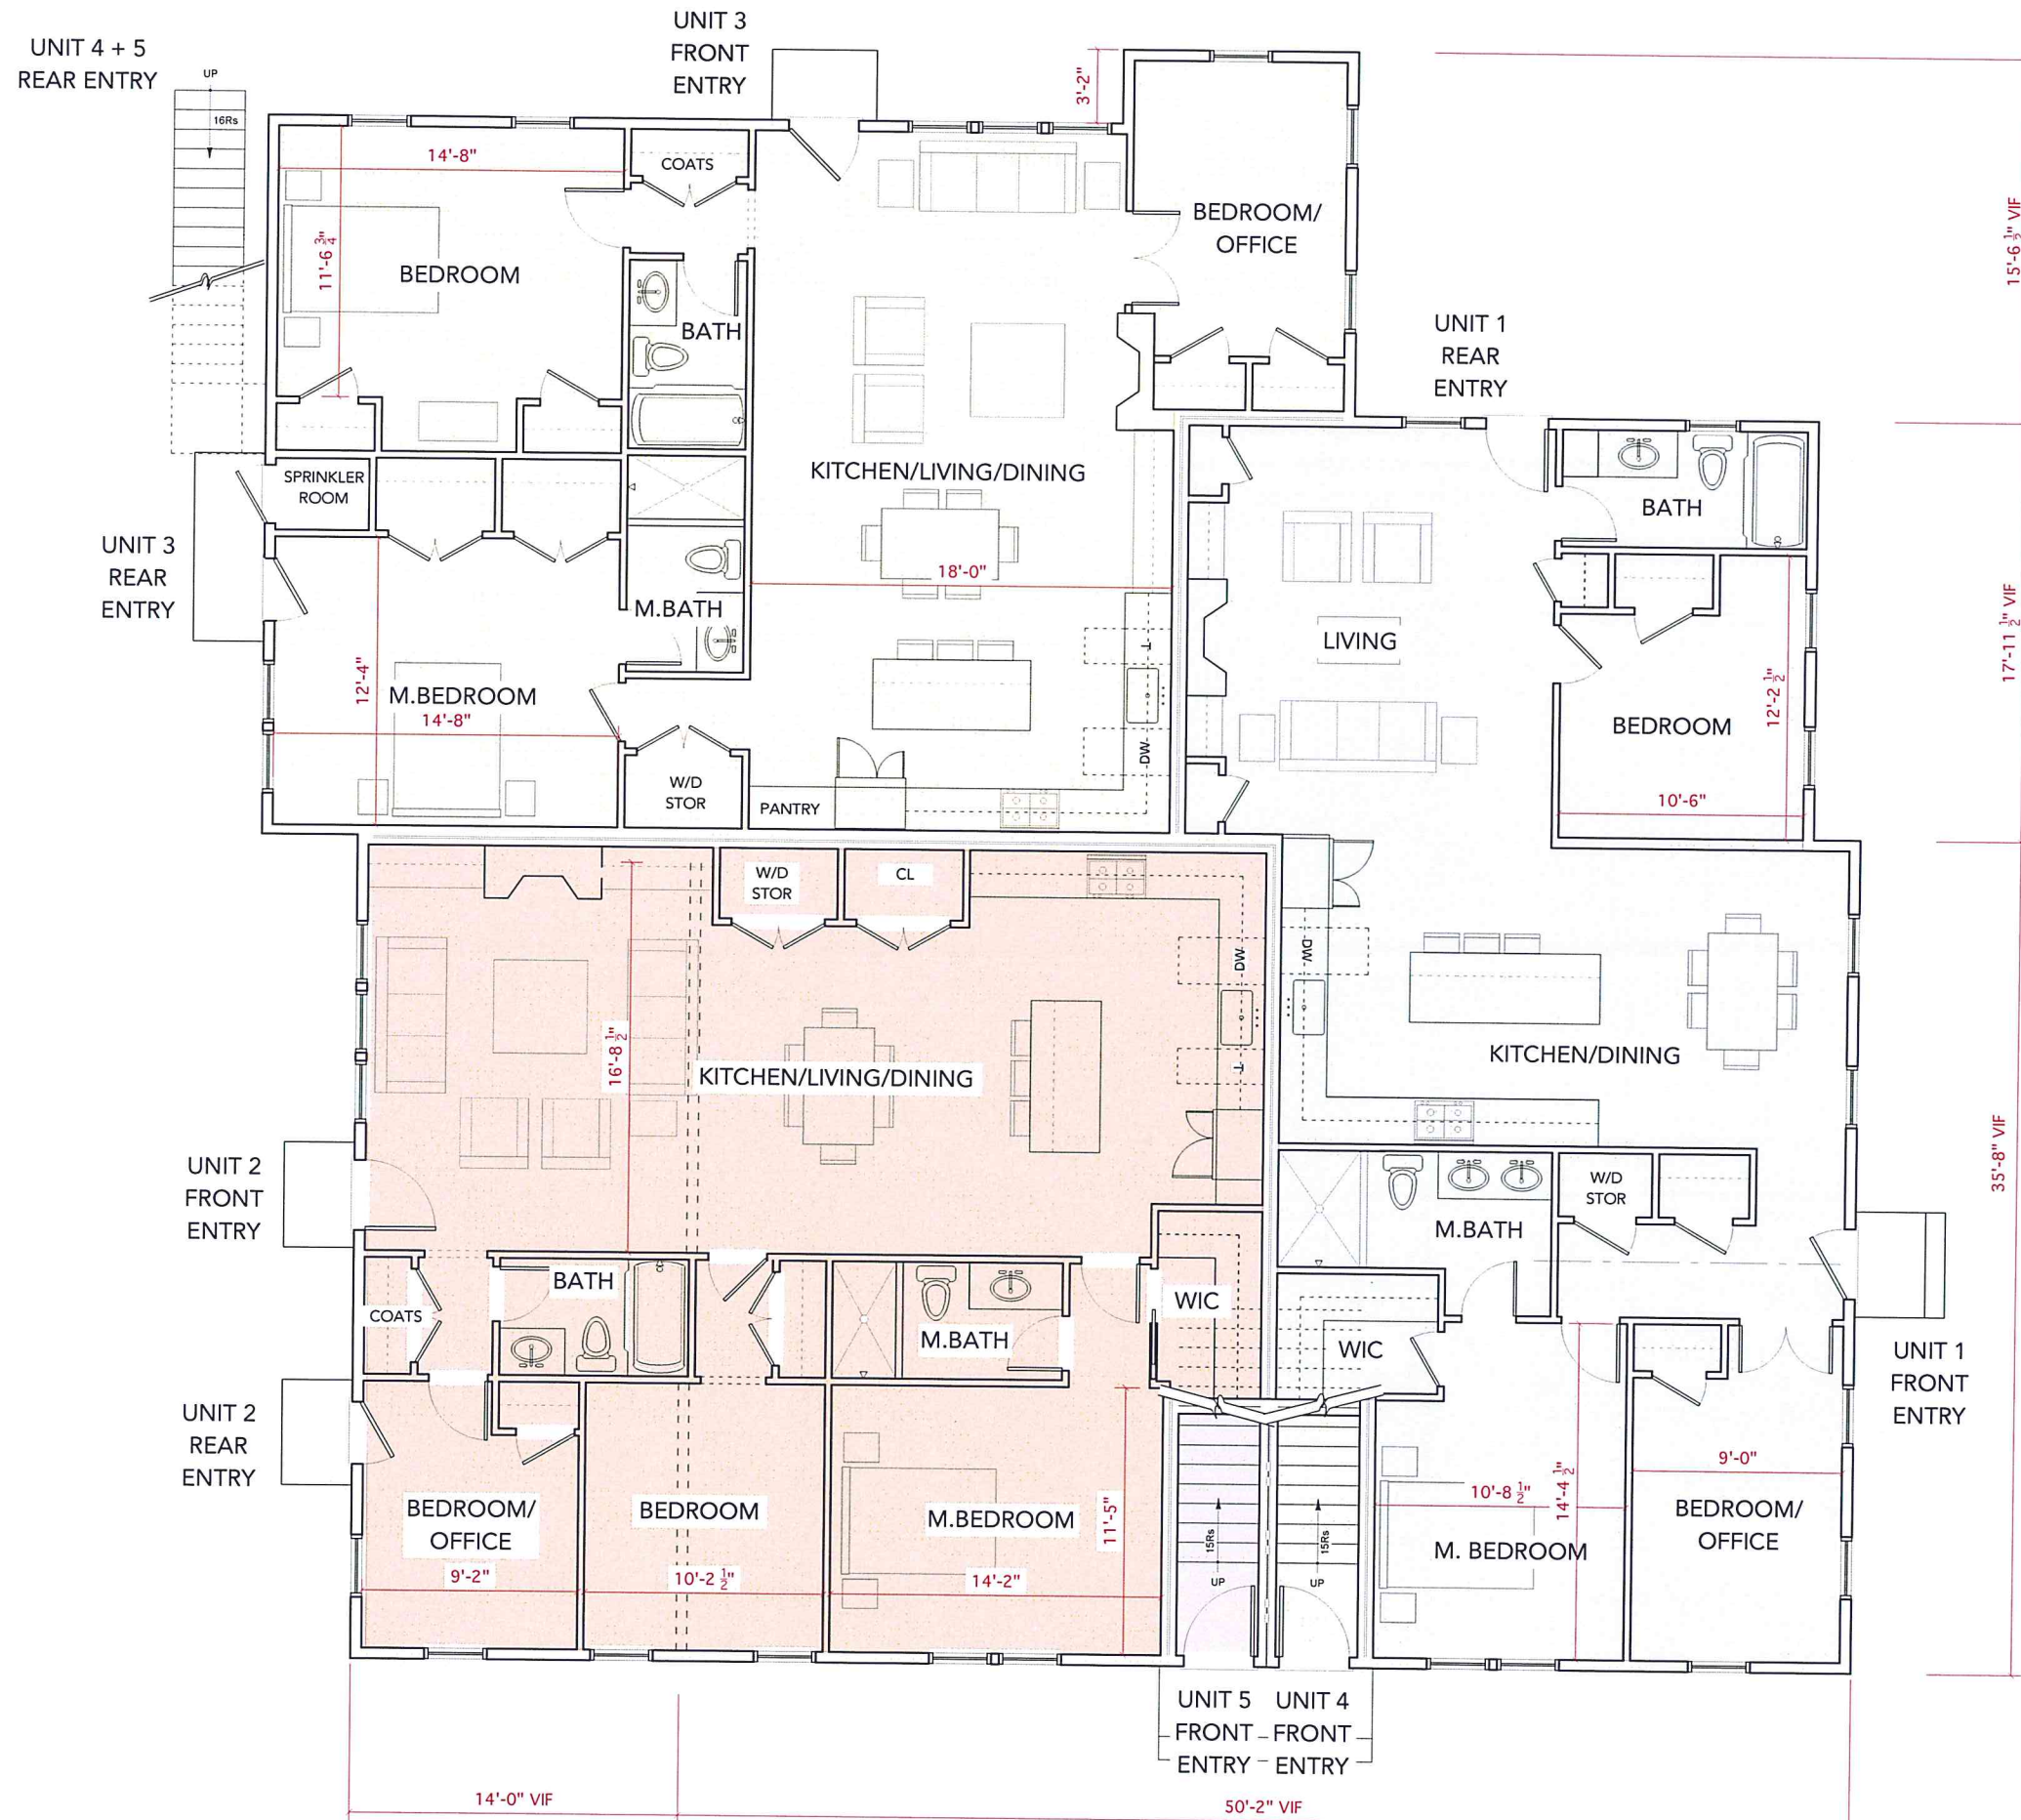 UNIT 4 + 5
REAR ENTRY
UP
16Rs
UNIT 3
FRONT
ENTRY
3'-2"
14'-8"
COATS
11'-6 3/4"
BEDROOM
BATH
BEDROOM/
OFFICE
15'-6 1/2" VIF
UNIT 1
REAR
ENTRY
KITCHEN/LIVING/DINING
SPRINKLER
ROOM
BATH
UNIT 3
REAR
ENTRY
18'-0"
M.BATH
LIVING
T
17'-11 1/2" VIF
12'-4"
M.BEDROOM
14'-8"
12'-2 1/2"
BEDROOM
DW
W/D
STOR
PANTRY
10'-6"
W/D
STOR
CL
DW
DW
16'-8 1/2"
KITCHEN/LIVING/DINING
T
KITCHEN/DINING
35'-8" VIF
UNIT 2
FRONT
ENTRY
W/D
STOR
M.BATH
BATH
COATS
WIC
M.BATH
WIC
UNIT 1
FRONT
ENTRY
UNIT 2
REAR
ENTRY
BEDROOM/
OFFICE
9'-2"
BEDROOM
10'-2 1/2"
M.BEDROOM
14'-2"
11'-5"
15Rs
UP
15Rs
UP
10'-8 1/2"
14'-4 1/2"
M. BEDROOM
9'-0"
BEDROOM/
OFFICE
UNIT 5
FRONT
ENTRY
UNIT 4
FRONT
ENTRY
14'-0" VIF
50'-2" VIF